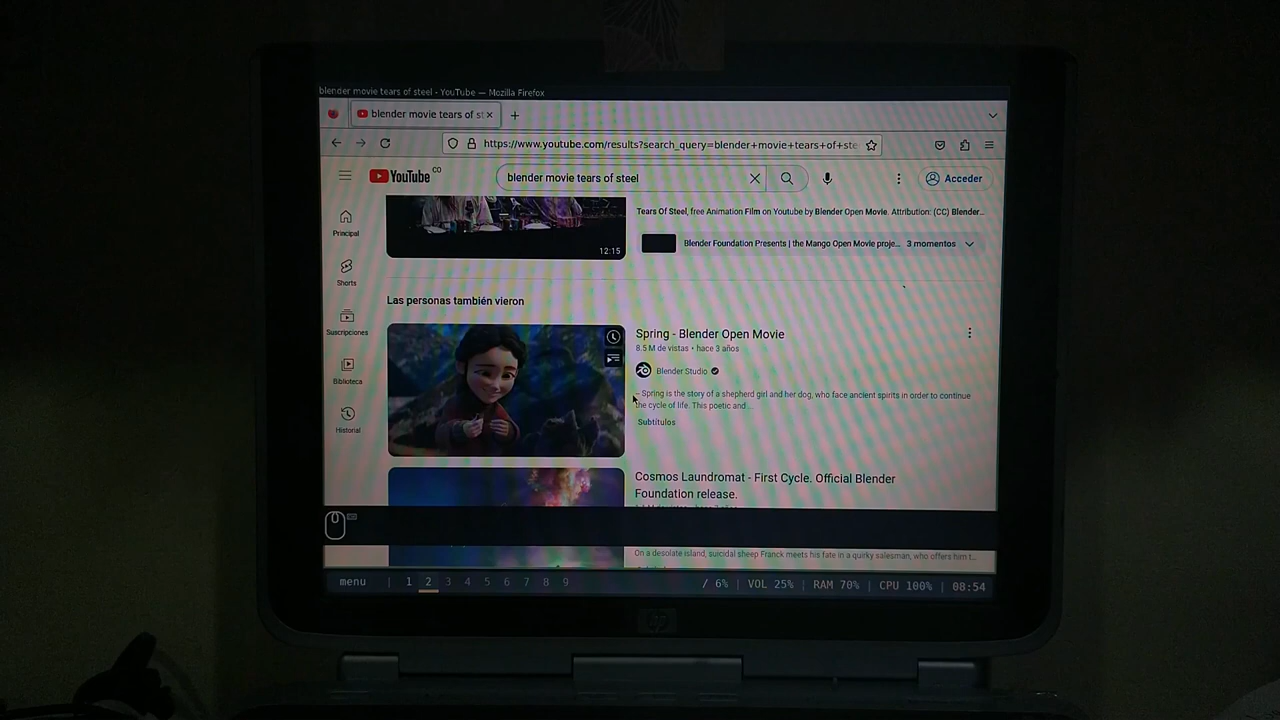 blender movie tears of steel - YouTube — Mozilla Firefox
blender movie tears of st
https://www.youtube.com/results?search_query=blender+movie+tears+of+ste
YouTube CO
blender movie tears of steel
Acceder
Principal
Shorts
Suscripciones
Biblioteca
Historial
12:15
Tears Of Steel, free Animation Film on Youtube by Blender Open Movie. Attribution: (CC) Blender...
Blender Foundation Presents | the Mango Open Movie proje... 3 momentos
Las personas también vieron
Spring - Blender Open Movie
8.5 M de vistas • hace 3 años
Blender Studio
-- Spring is the story of a shepherd girl and her dog, who face ancient spirits in order to continue
the cycle of life. This poetic and ...
Subtítulos
Cosmos Laundromat - First Cycle. Official Blender
Foundation release.
On a desolate island, suicidal sheep Franck meets his fate in a quirky salesman, who offers him t...
menu | 1 2 3 4 5 6 7 8 9
/ 6% | VOL 25% | RAM 70% | CPU 100% | 08:54
hp